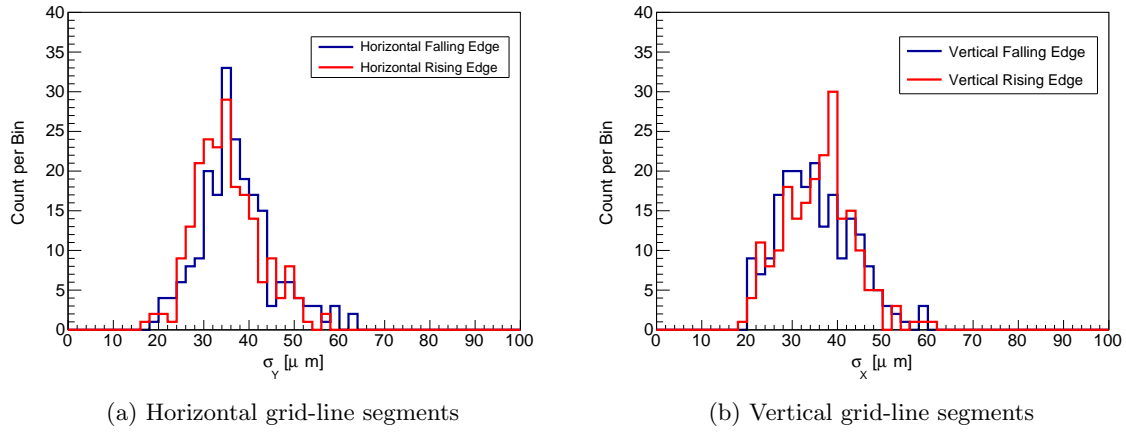 40
35
30
25
20
15
10
5
0
Count per Bin
Horizontal Falling Edge
Horizontal Rising Edge
0 10 20 30 40 50 60 70 80 90 100
σ_Y [μ m]
(a) Horizontal grid-line segments
40
35
30
25
20
15
10
5
0
Count per Bin
Vertical Falling Edge
Vertical Rising Edge
0 10 20 30 40 50 60 70 80 90 100
σ_X [μ m]
(b) Vertical grid-line segments